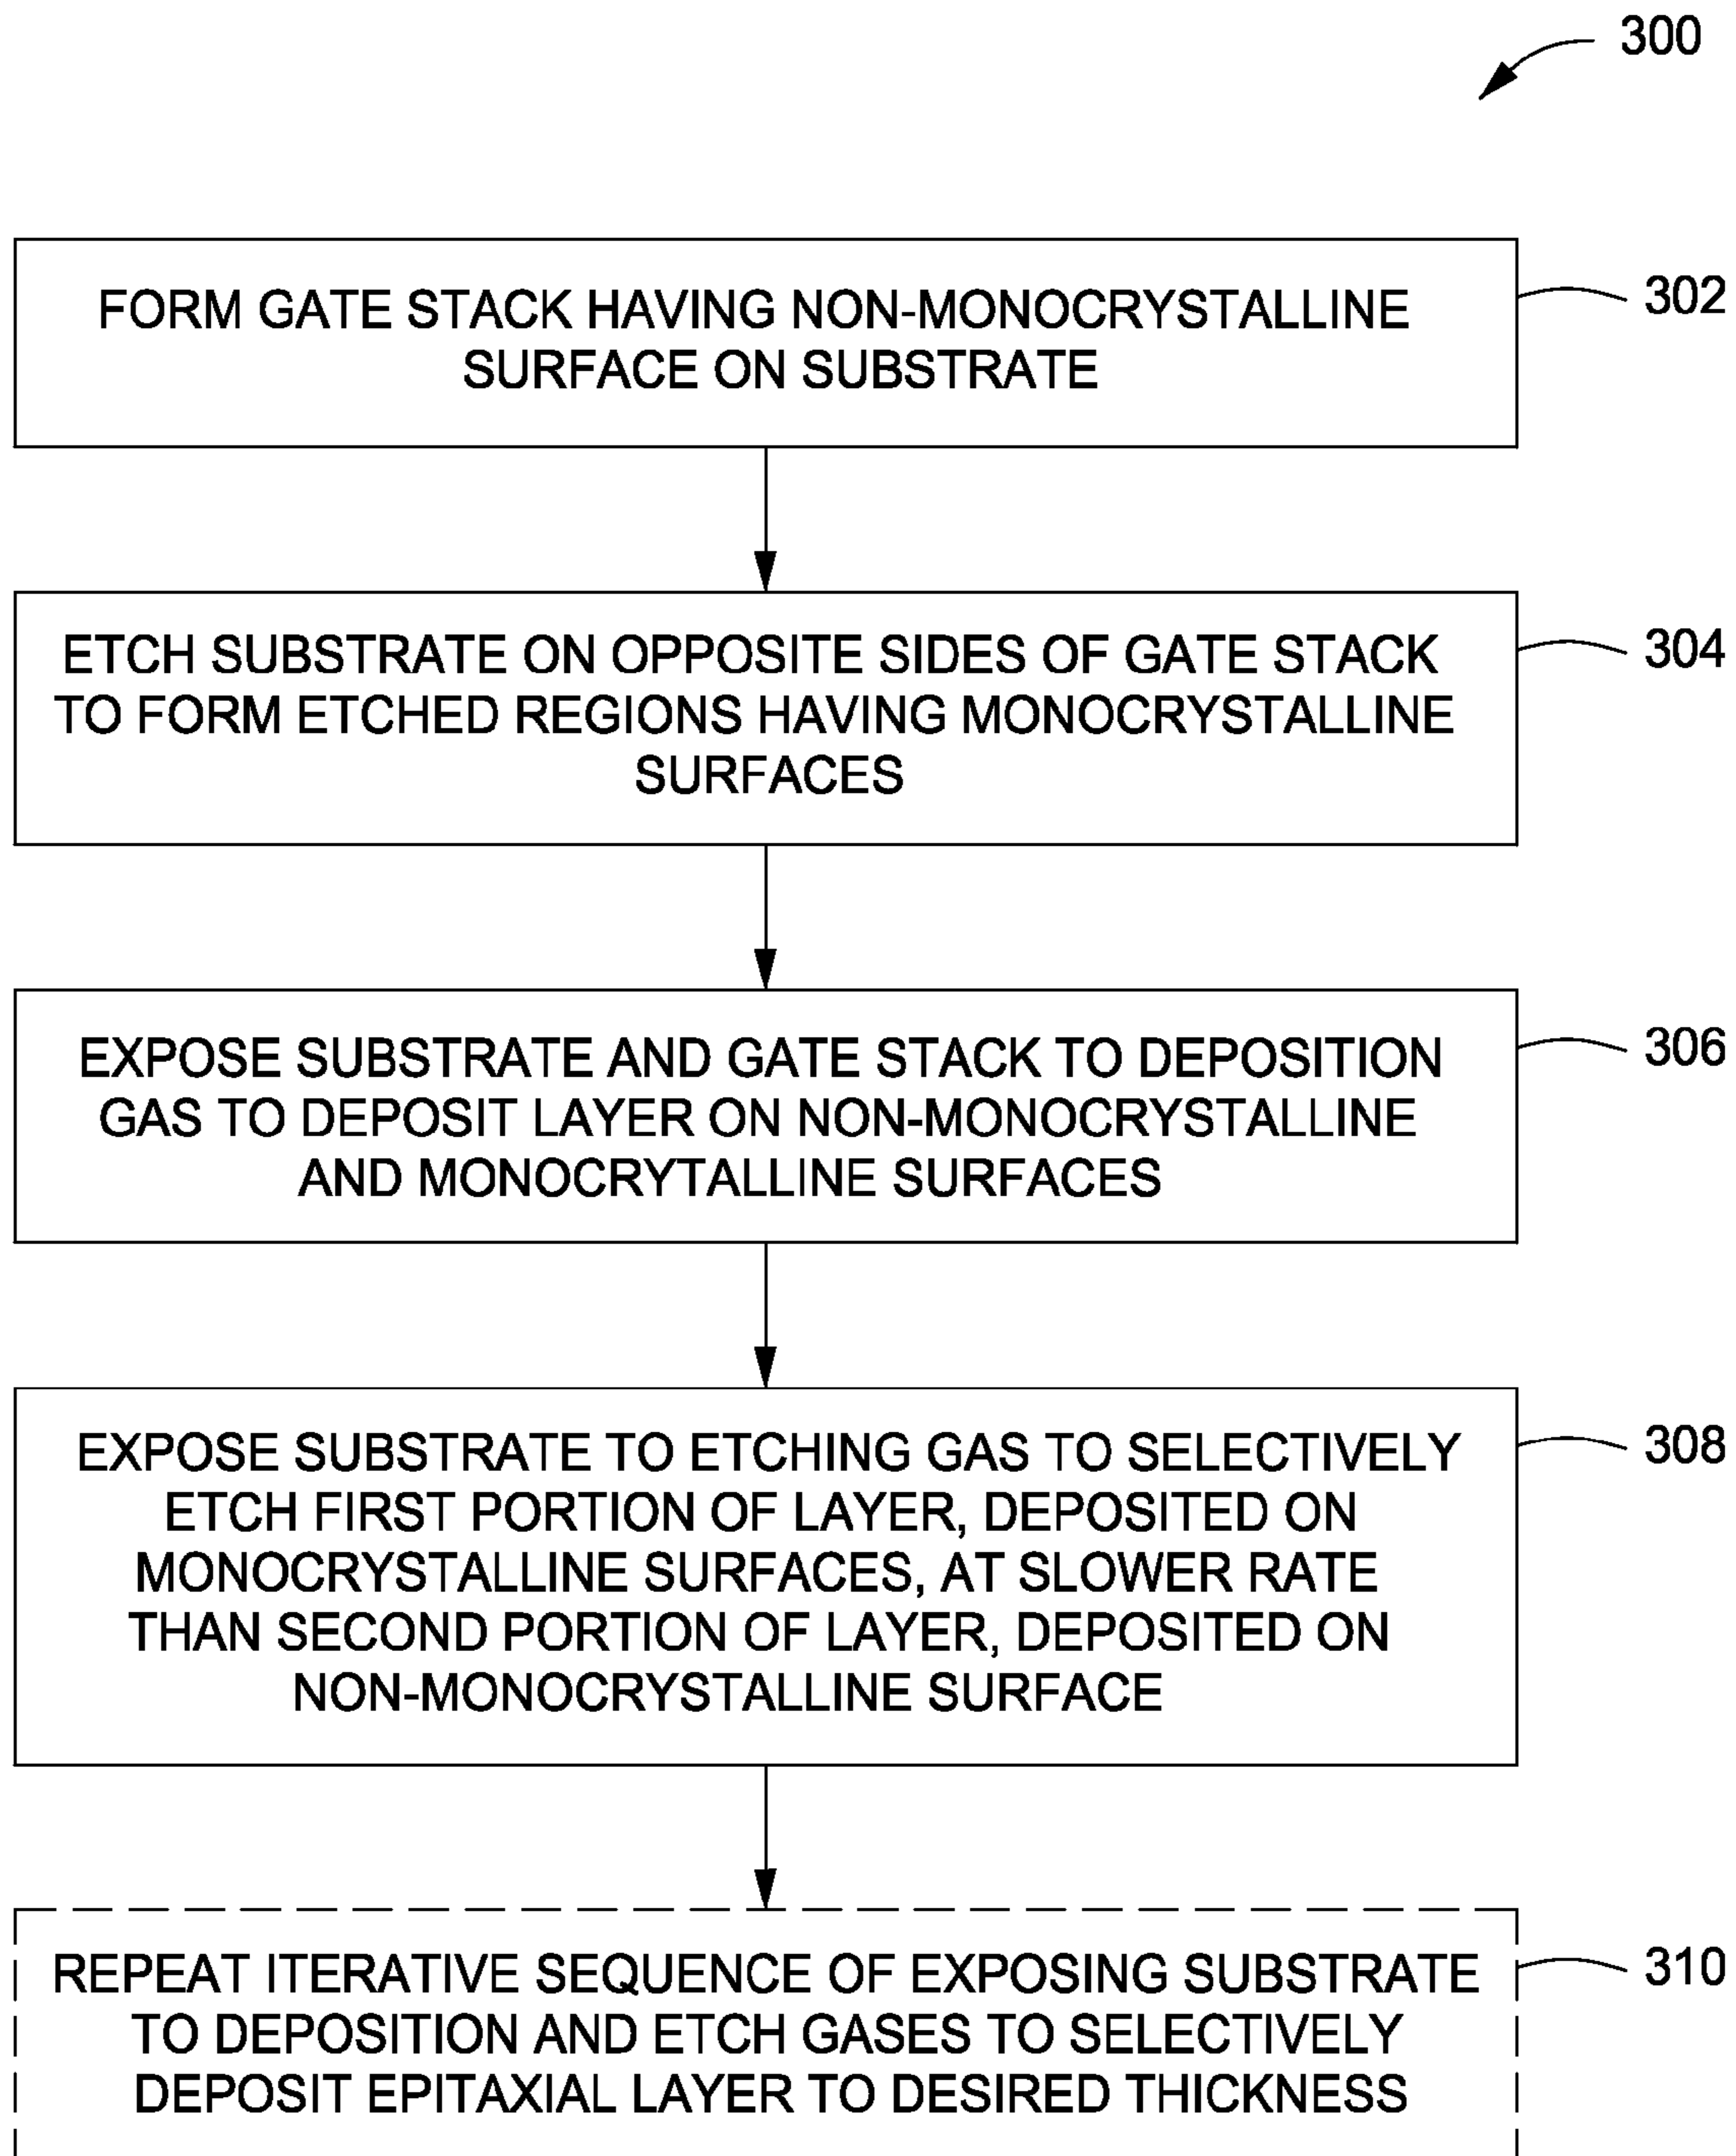 300
FORM GATE STACK HAVING NON-MONOCRYSTALLINE
SURFACE ON SUBSTRATE
302
ETCH SUBSTRATE ON OPPOSITE SIDES OF GATE STACK
TO FORM ETCHED REGIONS HAVING MONOCRYSTALLINE
SURFACES
304
EXPOSE SUBSTRATE AND GATE STACK TO DEPOSITION
GAS TO DEPOSIT LAYER ON NON-MONOCRYSTALLINE
AND MONOCRYTALLINE SURFACES
306
EXPOSE SUBSTRATE TO ETCHING GAS TO SELECTIVELY
ETCH FIRST PORTION OF LAYER, DEPOSITED ON
MONOCRYSTALLINE SURFACES, AT SLOWER RATE
THAN SECOND PORTION OF LAYER, DEPOSITED ON
NON-MONOCRYSTALLINE SURFACE
308
REPEAT ITERATIVE SEQUENCE OF EXPOSING SUBSTRATE
TO DEPOSITION AND ETCH GASES TO SELECTIVELY
DEPOSIT EPITAXIAL LAYER TO DESIRED THICKNESS
310